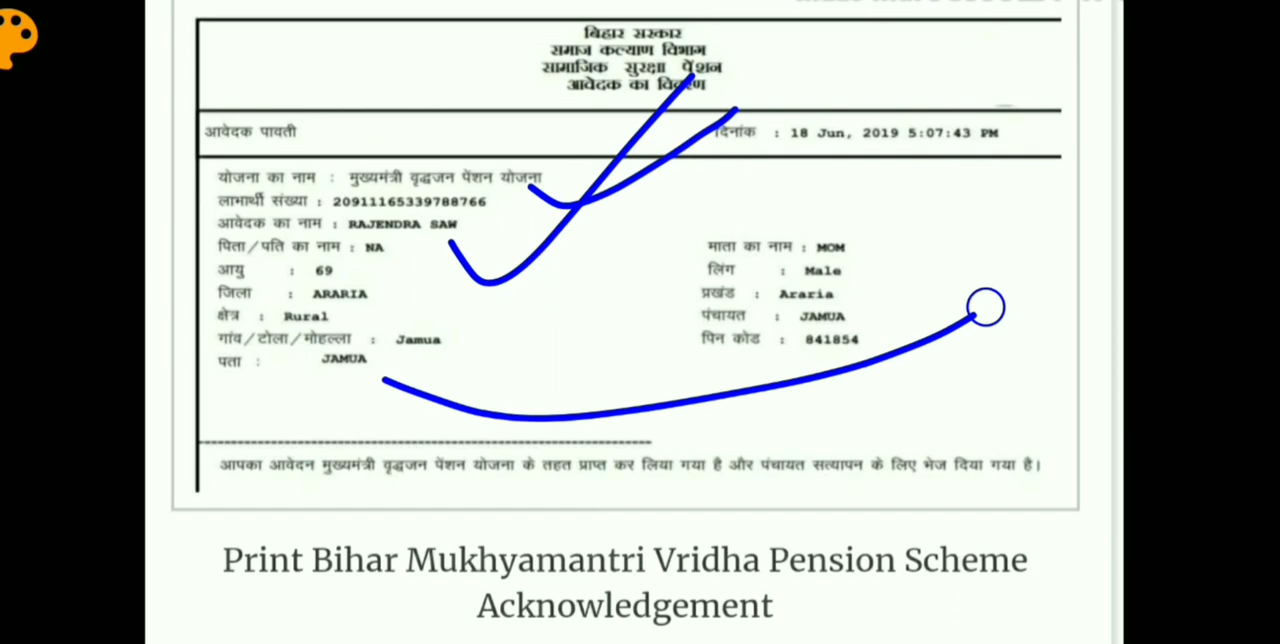 बिहार सरकार
समाज कल्याण विभाग
सामाजिक सुरक्षा पेंशन
आवेदक का विवरण
आवेदक पावती दिनांक : 18 Jun, 2019 5:07:43 PM
योजना का नाम : मुख्यमंत्री वृद्धजन पेंशन योजना
लाभार्थी संख्या : 20911165339788766
आवेदक का नाम : RAJENDRA SAW
पिता/पति का नाम : NA माता का नाम : MOM
आयु : 69 लिंग : Male
जिला : ARARIA प्रखंड : Araria
क्षेत्र : Rural पंचायत : JAMUA
गांव/टोला/मोहल्ला : Jamua पिन कोड : 841854
पता : JAMUA
आपका आवेदन मुख्यमंत्री वृद्धजन पेंशन योजना के तहत प्राप्त कर लिया गया है और पंचायत सत्यापन के लिए भेज दिया गया है।
Print Bihar Mukhyamantri Vridha Pension Scheme
Acknowledgement